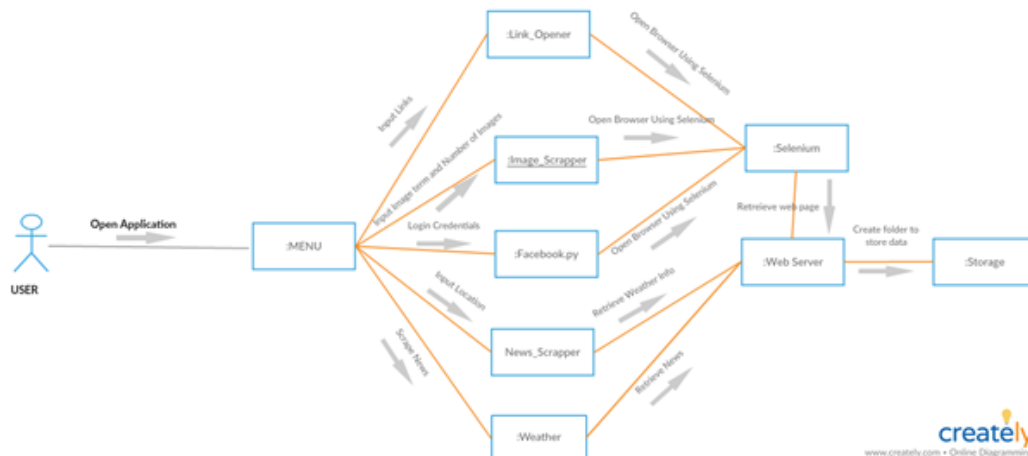 :Link_Opener
Open Browser Using Selenium
Input Links
Open Browser Using Selenium
:Image_Scrapper
Input Image term and Number of Images
:Selenium
Open Application
Login Credentials
Open Browser Using Selenium
Retreieve web page
USER
:MENU
:Facebook.py
:Web Server
Create folder to
store data
:Storage
Input Location
Retrieve Weather Info
Scrape News
News_Scrapper
Retrieve News
:Weather
creately
www.creately.com • Online Diagramming